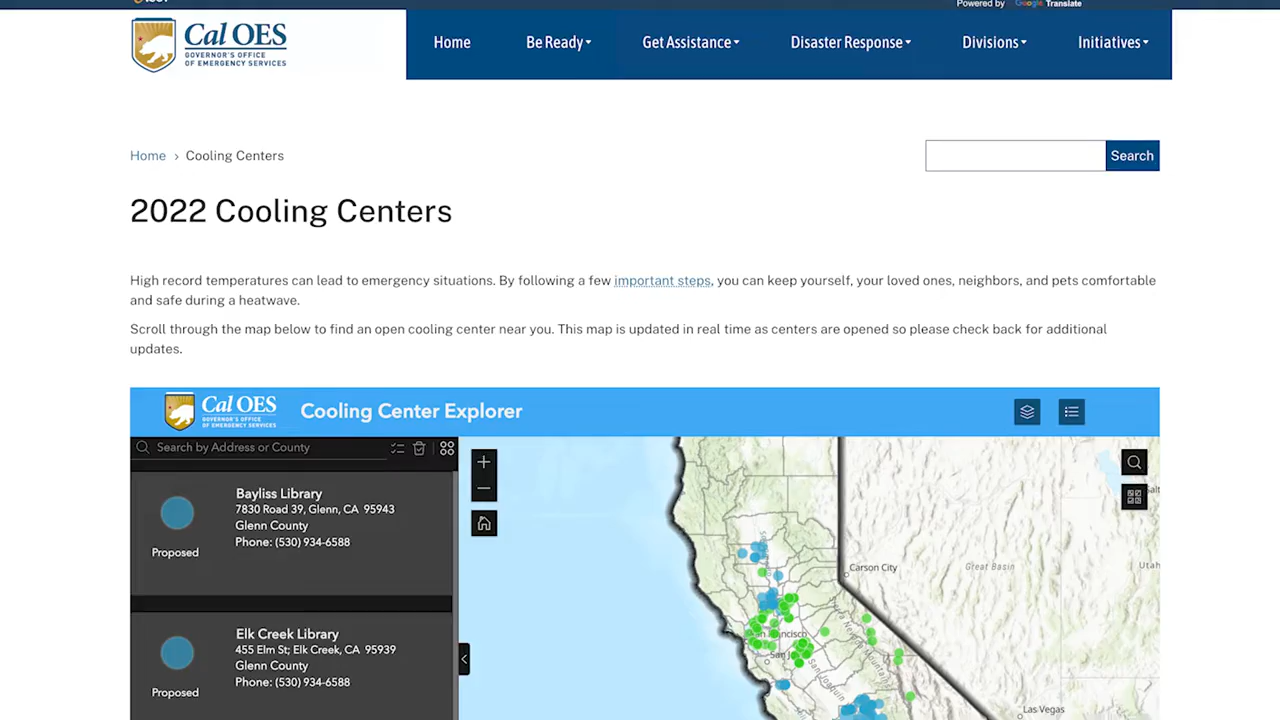 Powered by Google Translate
Cal OES
GOVERNOR'S OFFICE
OF EMERGENCY SERVICES
Home
Be Ready
Get Assistance
Disaster Response
Divisions
Initiatives
Home › Cooling Centers
Search
2022 Cooling Centers
High record temperatures can lead to emergency situations. By following a few important steps, you can keep yourself, your loved ones, neighbors, and pets comfortable
and safe during a heatwave.
Scroll through the map below to find an open cooling center near you. This map is updated in real time as centers are opened so please check back for additional
updates.
Cal OES
GOVERNOR'S OFFICE
OF EMERGENCY SERVICES
Cooling Center Explorer
Search by Address or County
Bayliss Library
7830 Road 39, Glenn, CA 95943
Glenn County
Phone: (530) 934-6588
Proposed
Elk Creek Library
455 Elm St; Elk Creek, CA 95939
Glenn County
Phone: (530) 934-6588
Proposed
Carson City
Great Basin
Utah
San Francisco
San Joaquin
Las Vegas